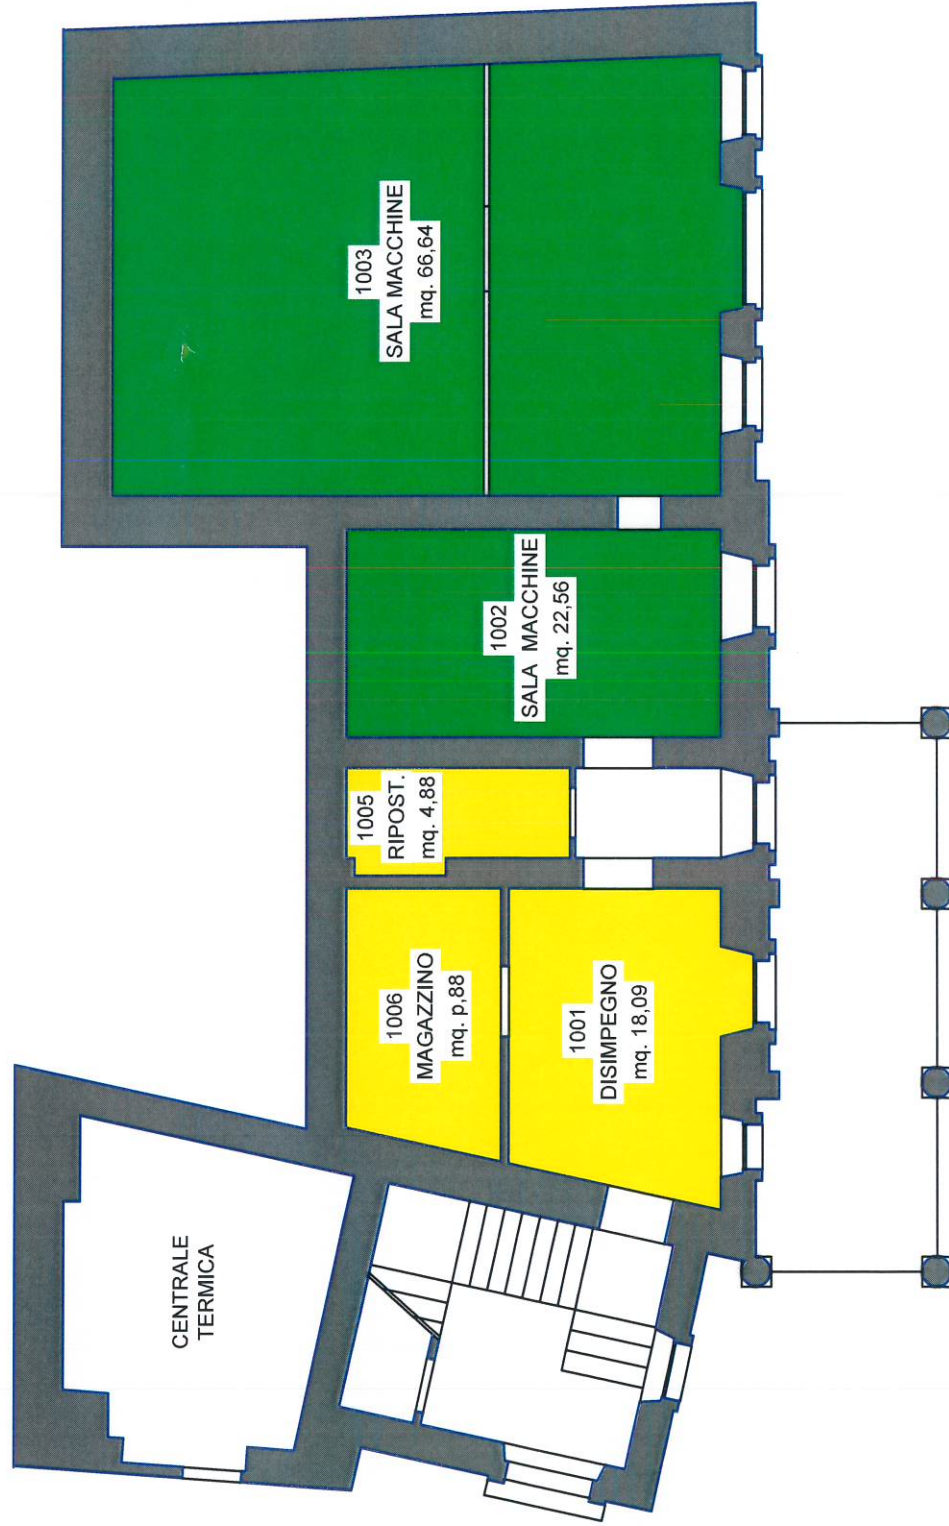 CENTRALE
TERMICA
1006
MAGAZZINO
mq. p,88
1001
DISIMPEGNO
mq. 18,09
1005
RIPOST.
mq. 4,88
1002
SALA MACCHINE
mq. 22,56
1003
SALA MACCHINE
mq. 66,64